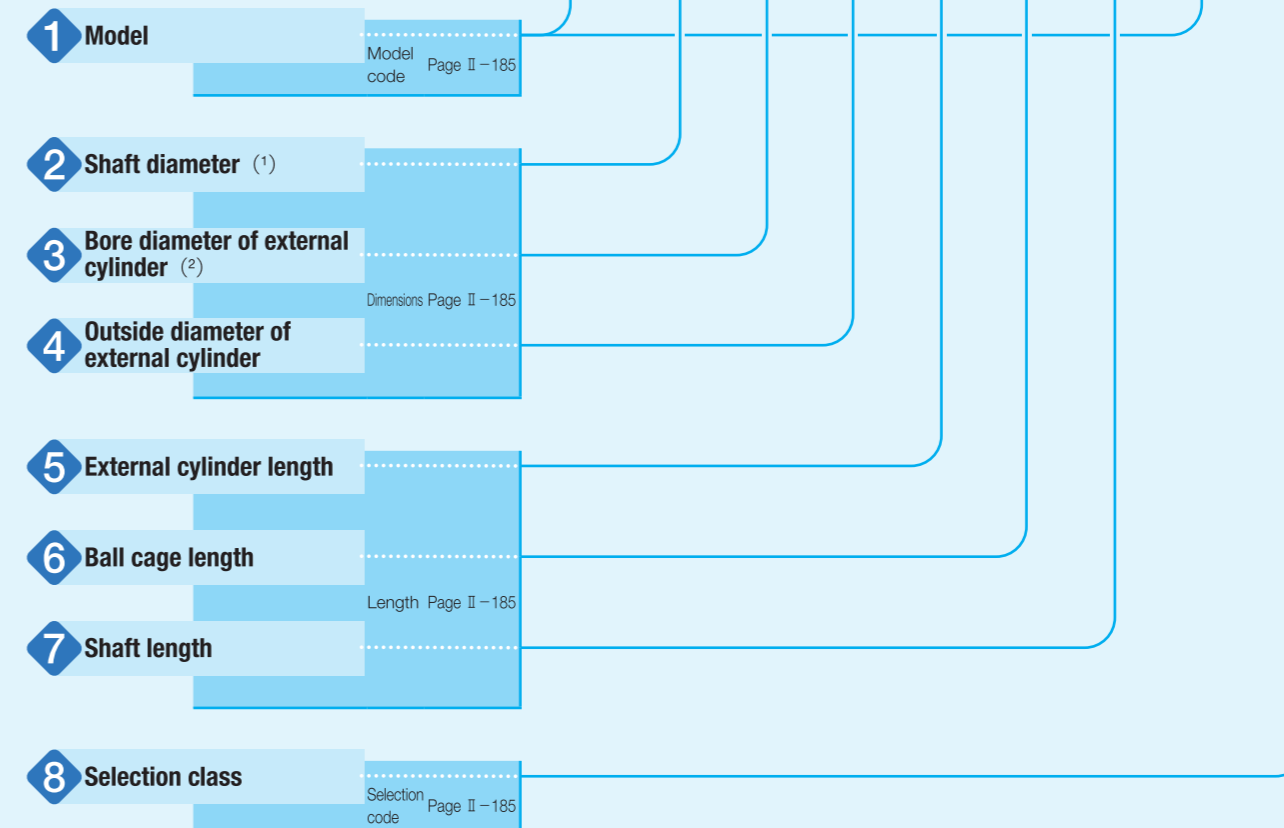 1 Model
Model code Page Ⅱ－185
2 Shaft diameter (¹)
3 Bore diameter of external
cylinder (²)
Dimensions Page Ⅱ－185
4 Outside diameter of
external cylinder
5 External cylinder length
6 Ball cage length
Length Page Ⅱ－185
7 Shaft length
8 Selection class
Selection code Page Ⅱ－185